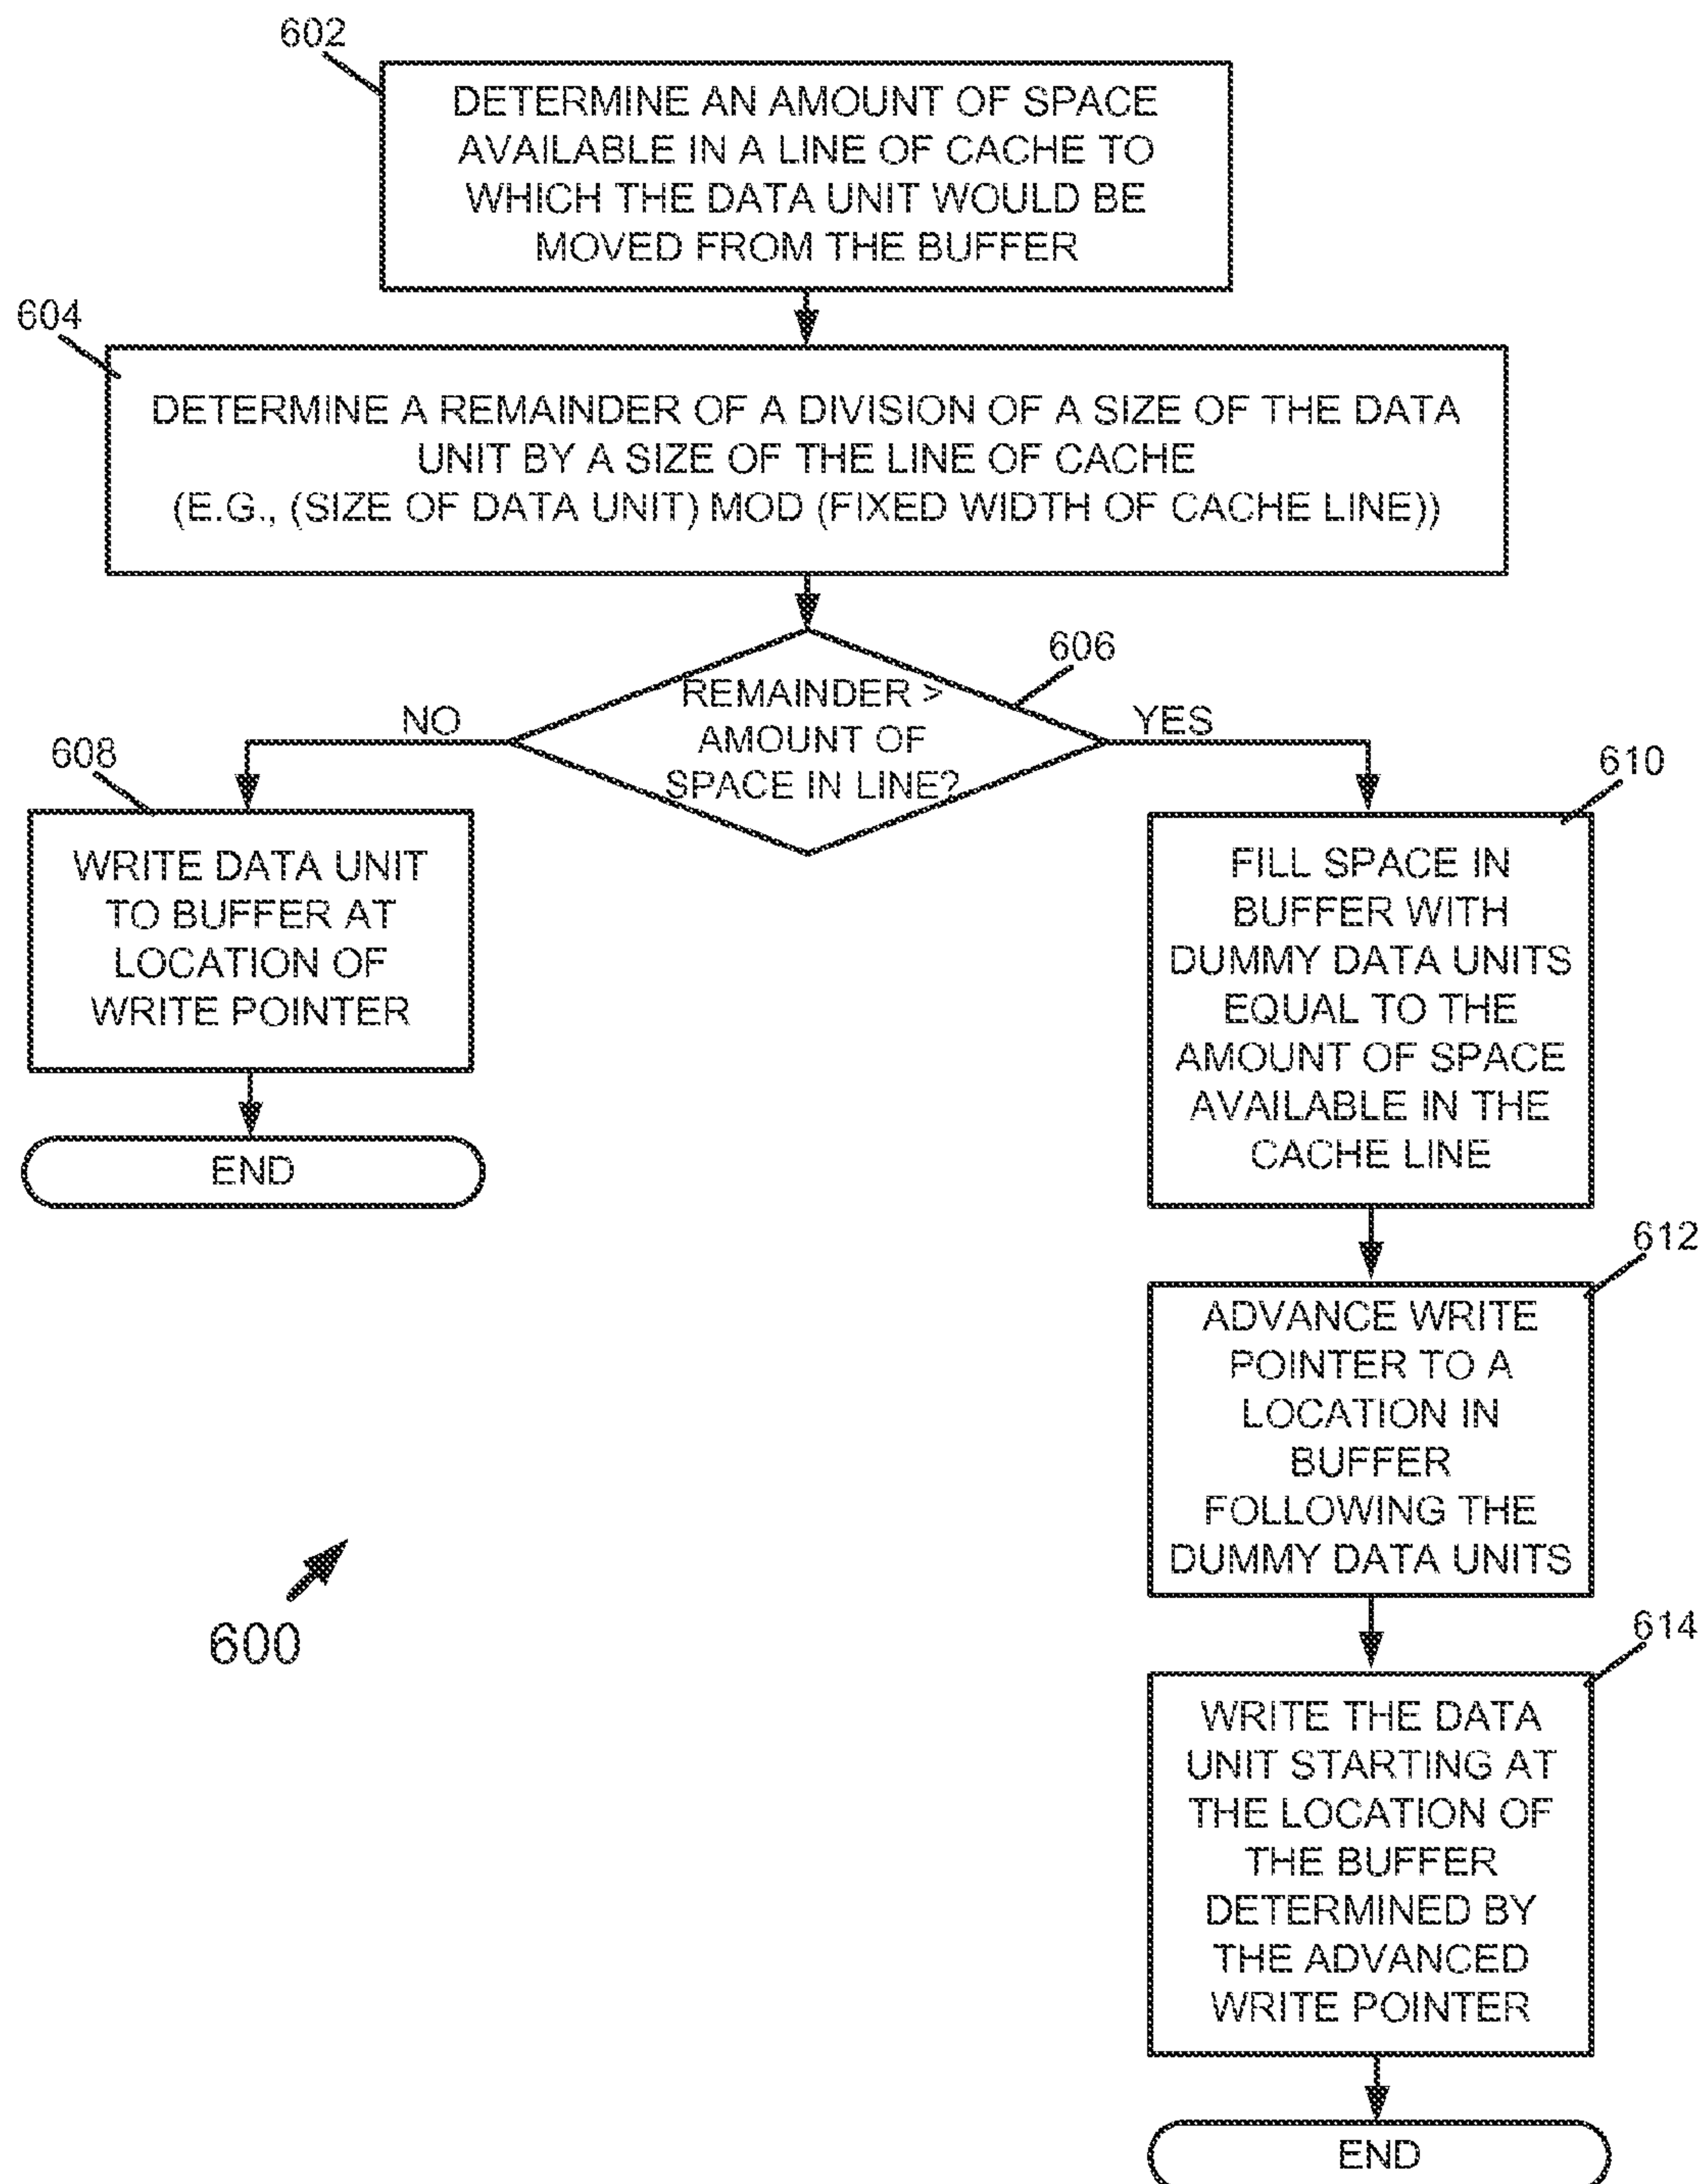 602
DETERMINE AN AMOUNT OF SPACE
AVAILABLE IN A LINE OF CACHE TO
WHICH THE DATA UNIT WOULD BE
MOVED FROM THE BUFFER
604
DETERMINE A REMAINDER OF A DIVISION OF A SIZE OF THE DATA
UNIT BY A SIZE OF THE LINE OF CACHE
(E.G., (SIZE OF DATA UNIT) MOD (FIXED WIDTH OF CACHE LINE))
606
REMAINDER >
AMOUNT OF
SPACE IN LINE?
NO
YES
608
WRITE DATA UNIT
TO BUFFER AT
LOCATION OF
WRITE POINTER
END
610
FILL SPACE IN
BUFFER WITH
DUMMY DATA UNITS
EQUAL TO THE
AMOUNT OF SPACE
AVAILABLE IN THE
CACHE LINE
612
ADVANCE WRITE
POINTER TO A
LOCATION IN
BUFFER
FOLLOWING THE
DUMMY DATA UNITS
600
614
WRITE THE DATA
UNIT STARTING AT
THE LOCATION OF
THE BUFFER
DETERMINED BY
THE ADVANCED
WRITE POINTER
END